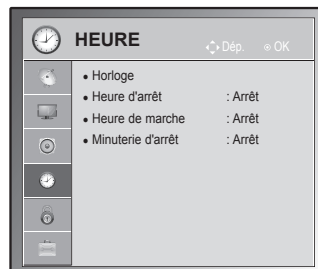 HEURE
Dép. OK
• Horloge
• Heure d'arrêt : Arrêt
• Heure de marche : Arrêt
• Minuterie d'arrêt : Arrêt